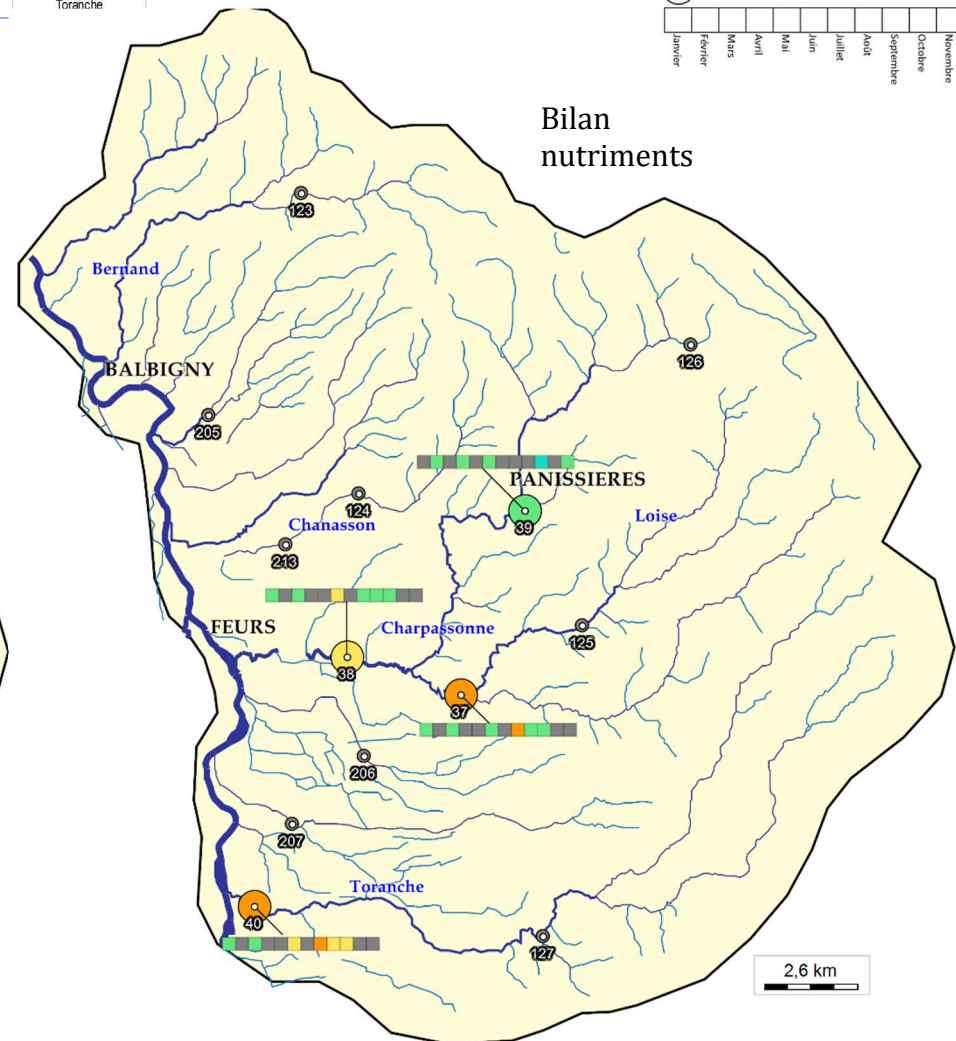 Toranche
Janvier
Février
Mars
Avril
Mai
Juin
Juillet
Août
Septembre
Octobre
Novembre
Bilan
nutriments
123
Bernand
126
BALBIGNY
205
PANISSIERES
124
Chanasson
39
Loise
213
FEURS
Charpassonne
125
38
37
206
207
Toranche
40
127
2,6 km